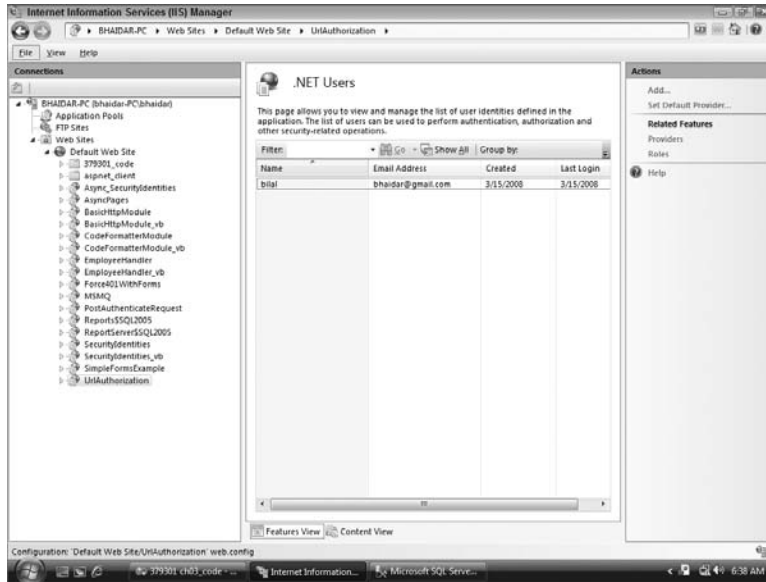 Internet Information Services (IIS) Manager
BHAIDAR-PC ▸ Web Sites ▸ Default Web Site ▸ UrlAuthorization ▸
File View Help
Connections
BHAIDAR-PC (bhaidar-PC\bhaidar)
Application Pools
FTP Sites
Web Sites
Default Web Site
379301_code
aspnet_client
Async_SecurityIdentities
AsyncPages
BasicHttpModule
BasicHttpModule_vb
CodeFormatterModule
CodeFormatterModule_vb
EmployeeHandler
EmployeeHandler_vb
Force401WithForms
MSMQ
PostAuthenticateRequest
Reports$SQL2005
ReportServer$SQL2005
SecurityIdentities
SecurityIdentities_vb
SimpleFormsExample
UrlAuthorization
.NET Users
This page allows you to view and manage the list of user identities defined in the
application. The list of users can be used to perform authentication, authorization and
other security-related operations.
Filter: Go Show All Group by:
Name Email Address Created Last Login
bilal bhaidar@gmail.com 3/15/2008 3/15/2008
Features View Content View
Actions
Add...
Set Default Provider...
Related Features
Providers
Roles
Help
Configuration: 'Default Web Site/UrlAuthorization' web.config
379301 ch03_code - ... Internet Information... Microsoft SQL Serve... 6:38 AM